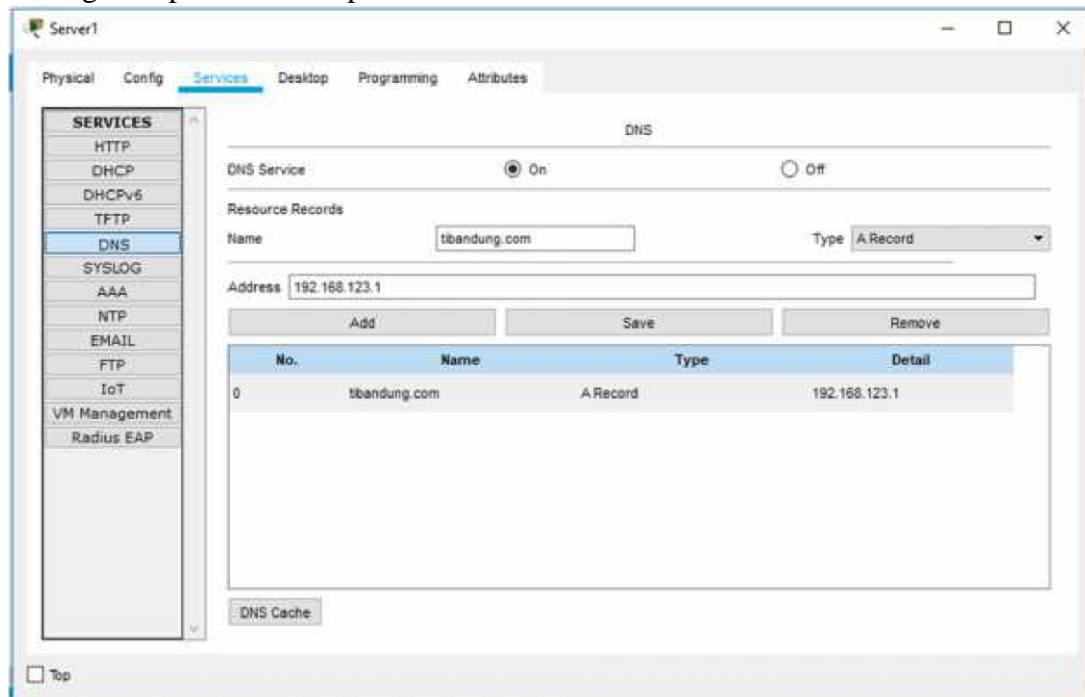 Server1
Physical Config Services Desktop Programming Attributes
SERVICES
HTTP
DHCP
DHCPv6
TFTP
DNS
SYSLOG
AAA
NTP
EMAIL
FTP
IoT
VM Management
Radius EAP
DNS
DNS Service On Off
Resource Records
Name tibandung.com Type A Record
Address 192.168.123.1
Add Save Remove
No. Name Type Detail
0 tibandung.com A Record 192.168.123.1
DNS Cache
Top